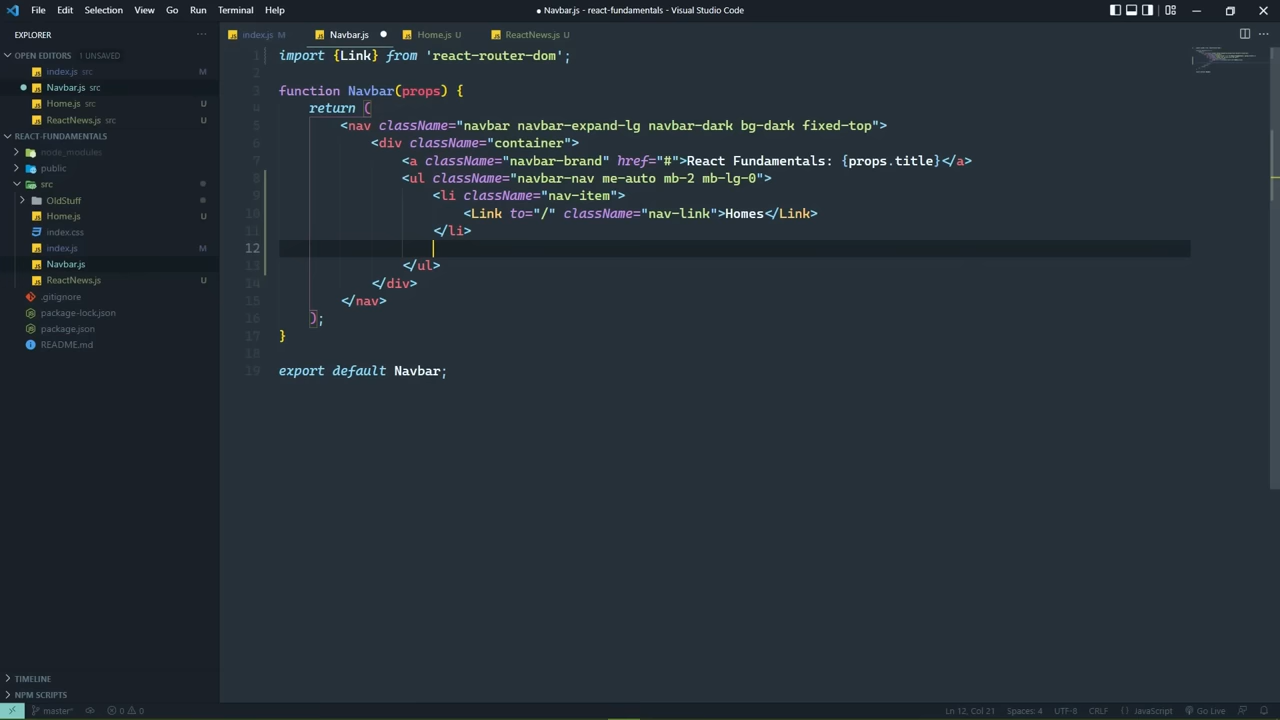 File Edit Selection View Go Run Terminal Help
● Navbar.js - react-fundamentals - Visual Studio Code
EXPLORER
OPEN EDITORS 1 UNSAVED
index.js src M
Navbar.js src
Home.js src U
ReactNews.js src U
REACT-FUNDAMENTALS
node_modules
public
src
OldStuff
Home.js U
index.css
index.js M
Navbar.js
ReactNews.js U
.gitignore
package-lock.json
package.json
README.md
TIMELINE
NPM SCRIPTS
index.js M Navbar.js ● Home.js U ReactNews.js U
1 import {Link} from 'react-router-dom';
2
3 function Navbar(props) {
4 return (
5 <nav className="navbar navbar-expand-lg navbar-dark bg-dark fixed-top">
6 <div className="container">
7 <a className="navbar-brand" href="#">React Fundamentals: {props.title}</a>
8 <ul className="navbar-nav me-auto mb-2 mb-lg-0">
9 <li className="nav-item">
10 <Link to="/" className="nav-link">Homes</Link>
11 </li>
12
13 </ul>
14 </div>
15 </nav>
16 );
17 }
18
19 export default Navbar;
master* 0 0 Ln 12, Col 21 Spaces: 4 UTF-8 CRLF {} JavaScript Go Live